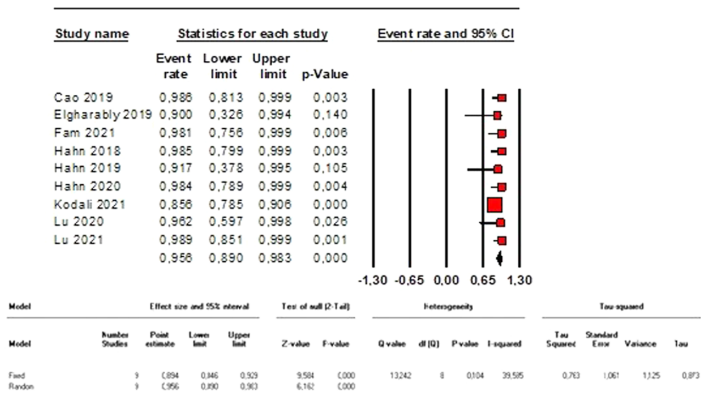 Study name Statistics for each study Event rate and 95% CI
Event Lower Upper
rate limit limit p-Value
Cao 2019 0,986 0,813 0,999 0,003
Elgharably 2019 0,900 0,326 0,994 0,140
Fam 2021 0,981 0,756 0,999 0,006
Hahn 2018 0,985 0,799 0,999 0,003
Hahn 2019 0,917 0,378 0,995 0,105
Hahn 2020 0,984 0,789 0,999 0,004
Kodali 2021 0,856 0,785 0,906 0,000
Lu 2020 0,962 0,597 0,998 0,026
Lu 2021 0,989 0,851 0,999 0,001
0,956 0,890 0,983 0,000
-1,30 -0,65 0,00 0,65 1,30
Model Effect size and 95% interval Test of null (2-Tail) Heterogeneity Tau-squared
Number Point Lower Upper Tau Standard
Model Studies estimate limit limit Z-value P-value Q-value df (Q) P-value I-squared Squared Error Variance Tau
Fixed 9 0,894 0,846 0,929 9,584 0,000 13,242 8 0,104 39,585 0,763 1,061 1,125 0,873
Random 9 0,956 0,890 0,983 6,162 0,000